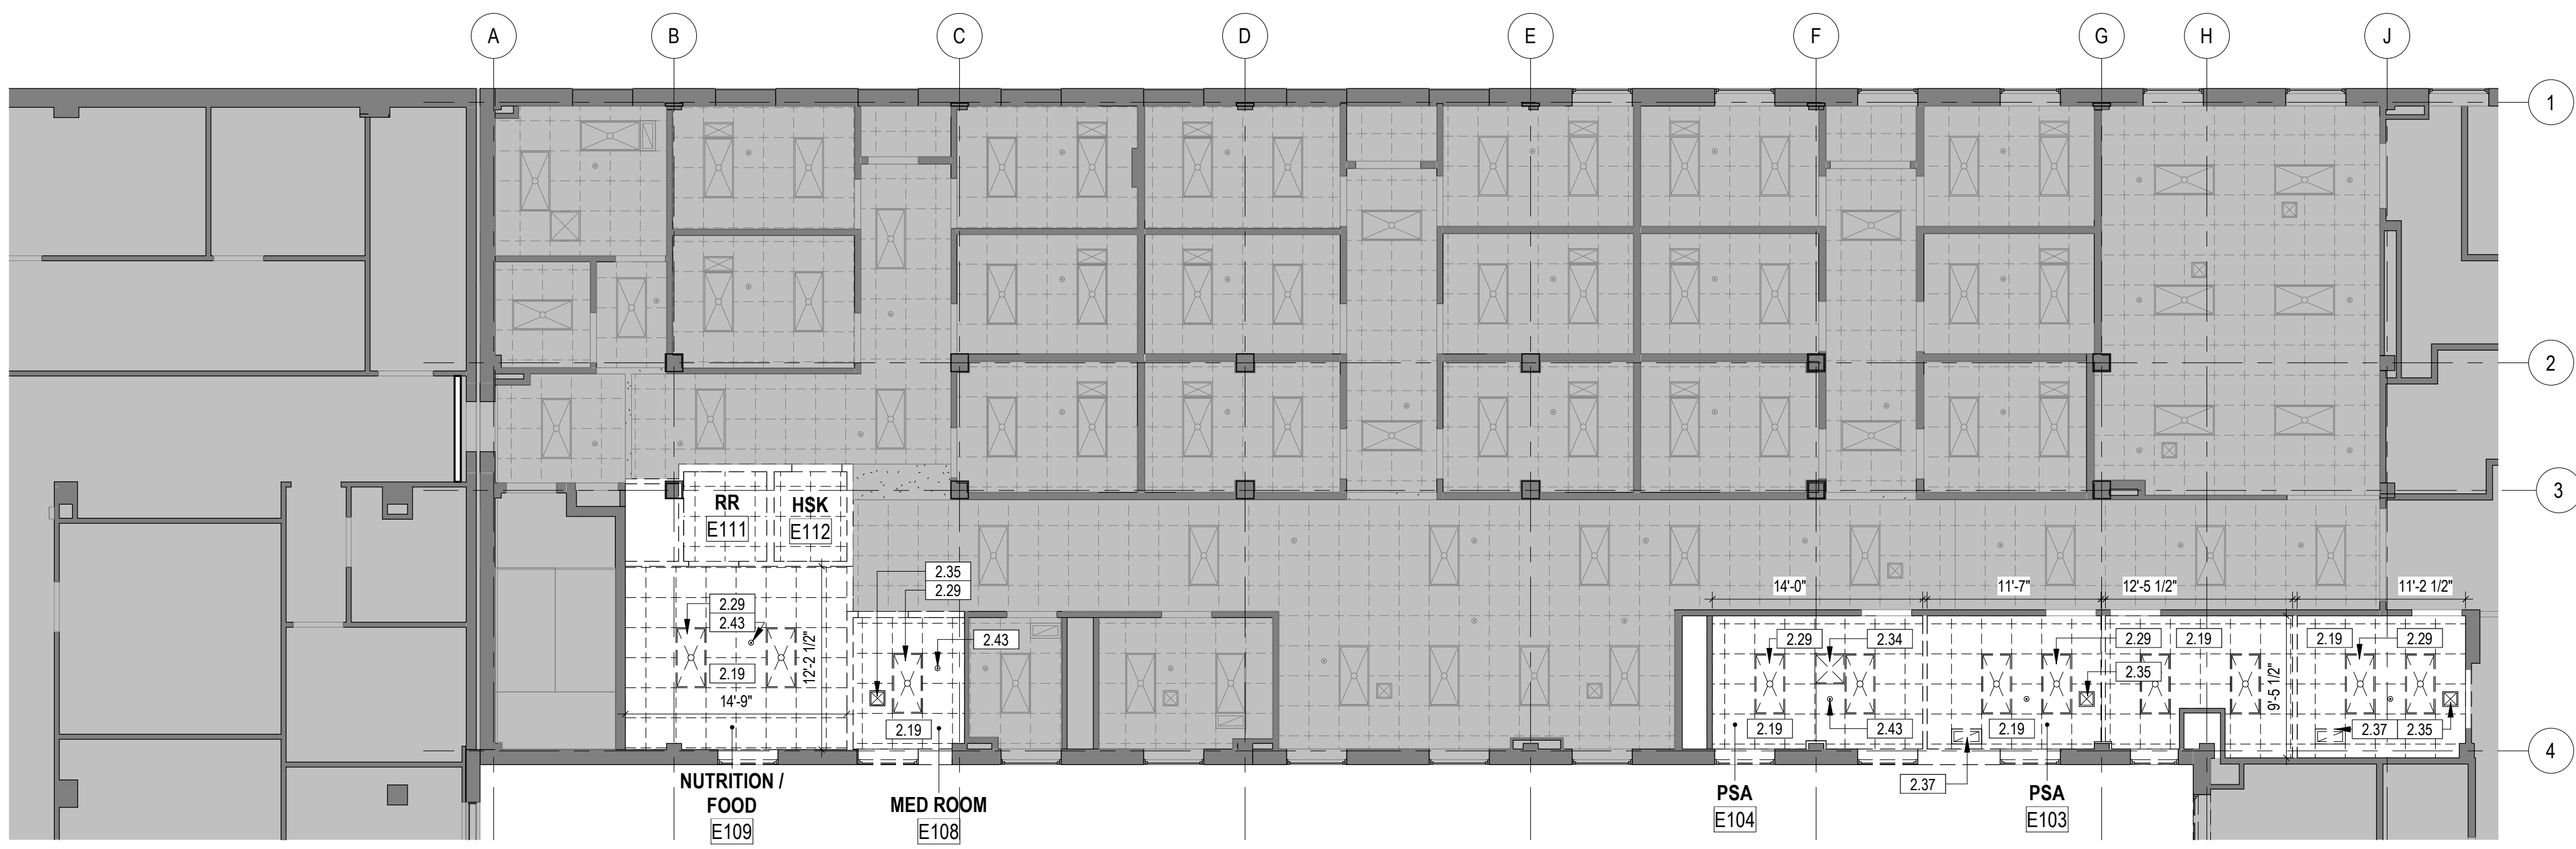 A
B
C
D
E
F
G
H
J
1
2
3
4
RR
E111
HSK
E112
2.35
2.29
2.29
2.43
2.43
2.19
14'-9"
12'-2 1/2"
2.19
NUTRITION /
FOOD
E109
MED ROOM
E108
14'-0"
11'-7"
12'-5 1/2"
11'-2 1/2"
2.29
2.34
2.29
2.19
2.19
2.29
2.35
9'-5 1/2"
2.19
2.43
2.19
2.37
2.35
2.37
PSA
E104
PSA
E103